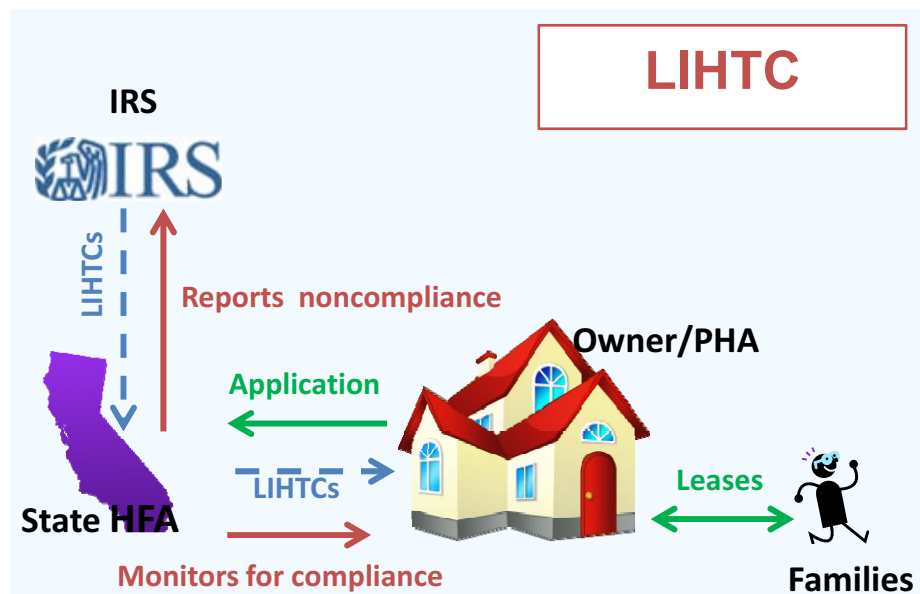 LIHTC
IRS
IRS
LIHTCs
Reports noncompliance
Owner/PHA
Application
LIHTCs
Leases
State HFA
Monitors for compliance
Families